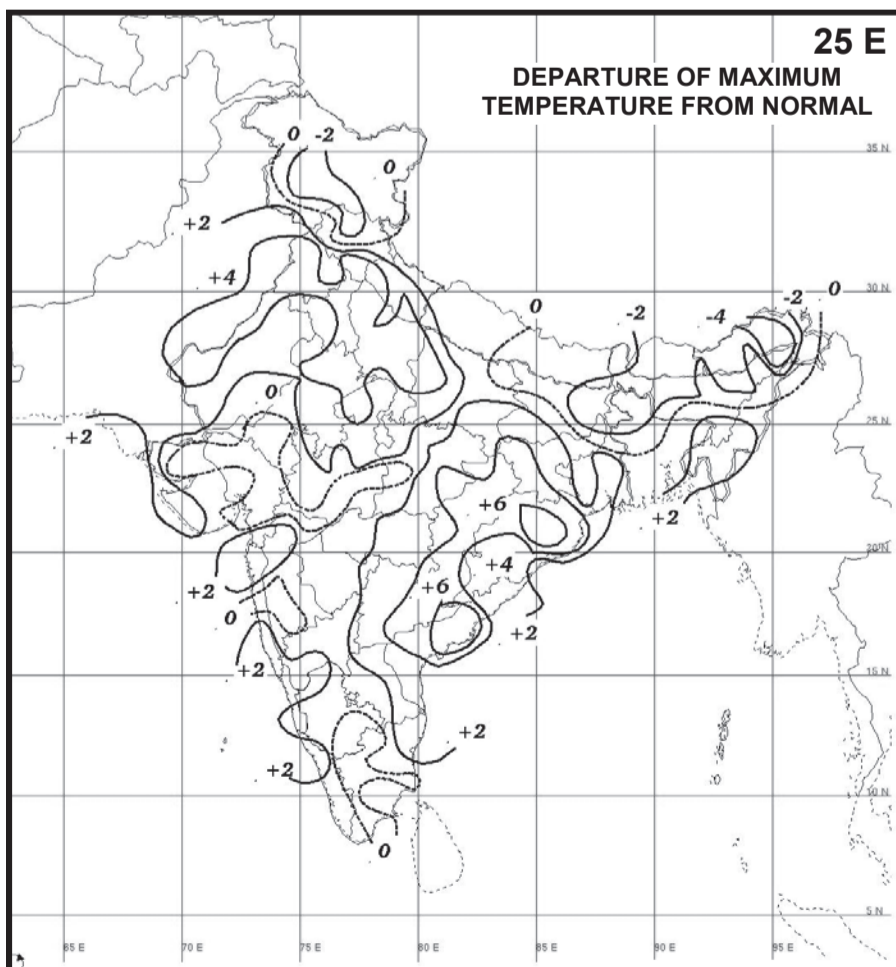 25 E
DEPARTURE OF MAXIMUM
TEMPERATURE FROM NORMAL
0 -2
0
35 N
+2
+4
30 N
0
-2
-4
-2
0
0
25 N
+2
+6
+2
20 N
+4
+6
+2
0
+2
+2
15 N
+2
+2
10 N
0
5 N
65 E
70 E
75 E
80 E
85 E
90 E
95 E